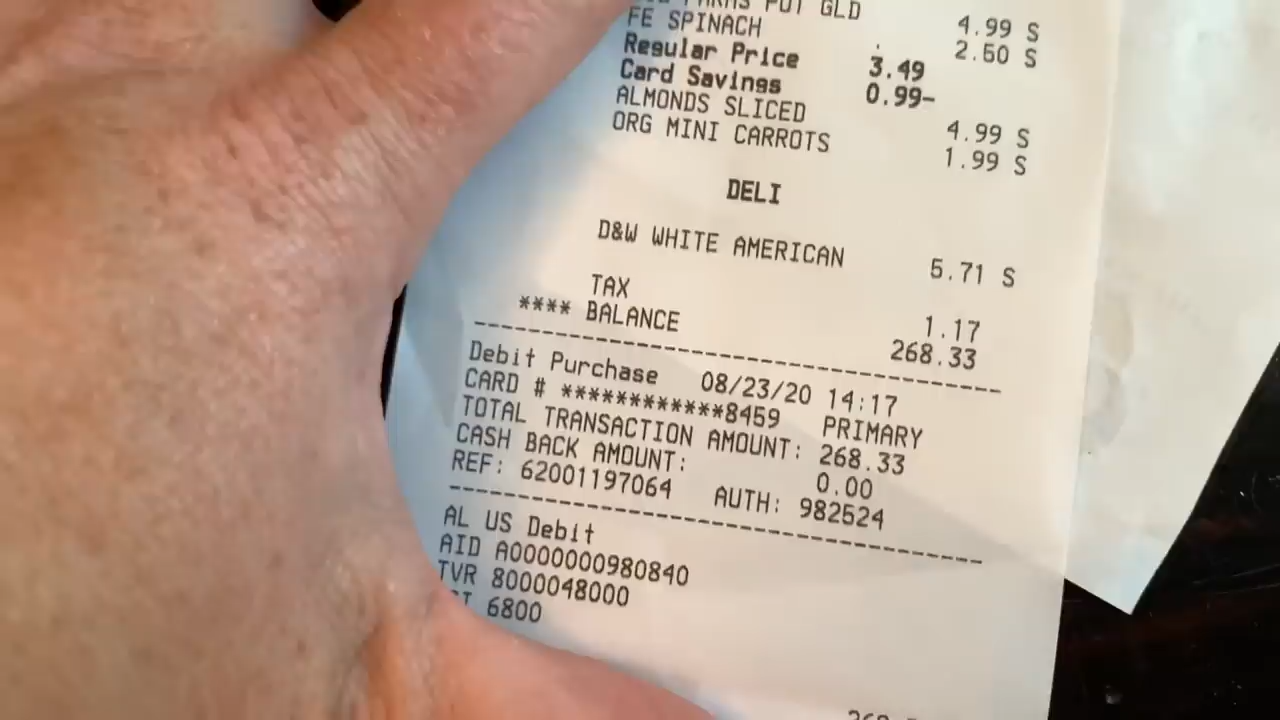 POT GLD 4.99 S
FE SPINACH 2.50 S
Regular Price 3.49
Card Savings 0.99-
ALMONDS SLICED 4.99 S
ORG MINI CARROTS 1.99 S
DELI
D&W WHITE AMERICAN 5.71 S
TAX 1.17
**** BALANCE 268.33
Debit Purchase 08/23/20 14:17
CARD # ************8459 PRIMARY
TOTAL TRANSACTION AMOUNT: 268.33
CASH BACK AMOUNT: 0.00
REF: 62001197064 AUTH: 982524
AL US Debit
AID A0000000980840
TVR 8000048000
6800